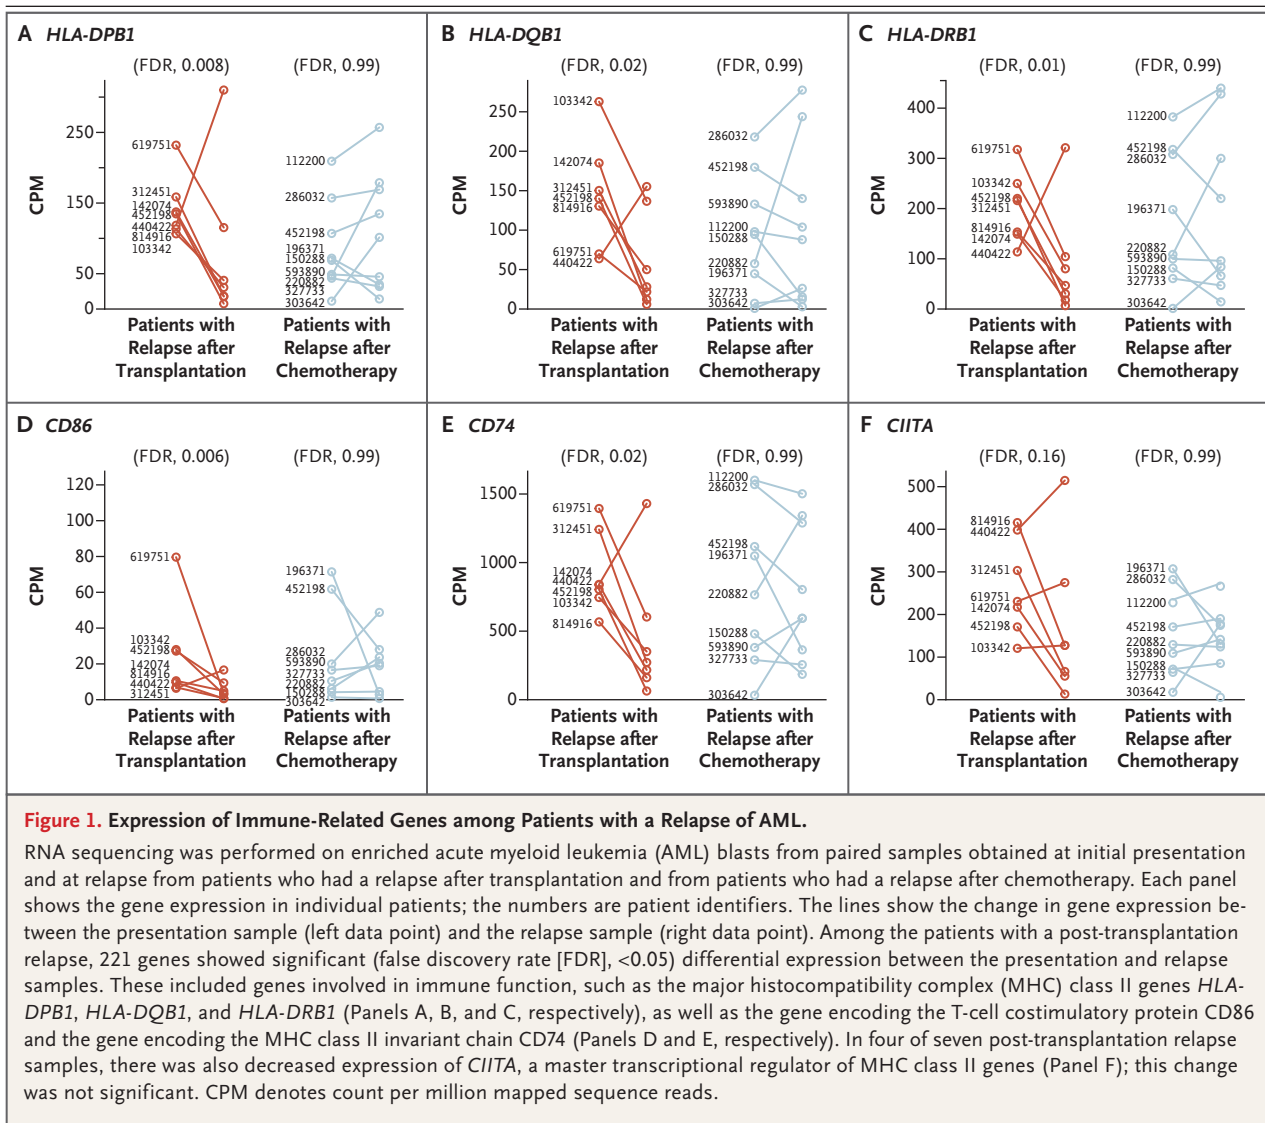 A HLA-DPB1
(FDR, 0.008)
(FDR, 0.99)
CPM
250
150
50
0
619751
312451
142074
452198
440422
814916
103342
112200
286032
452198
196371
150288
593890
220882
327733
303642
Patients with
Relapse after
Transplantation
Patients with
Relapse after
Chemotherapy
B HLA-DQB1
(FDR, 0.02)
(FDR, 0.99)
CPM
250
200
150
100
50
0
103342
142074
312451
452198
814916
619751
440422
286032
452198
593890
112200
150288
220882
196371
327733
303642
Patients with
Relapse after
Transplantation
Patients with
Relapse after
Chemotherapy
C HLA-DRB1
(FDR, 0.01)
(FDR, 0.99)
CPM
400
300
200
100
0
619751
103342
452198
312451
814916
142074
440422
112200
452198
286032
196371
220882
593890
150288
327733
303642
Patients with
Relapse after
Transplantation
Patients with
Relapse after
Chemotherapy
D CD86
(FDR, 0.006)
(FDR, 0.99)
CPM
120
100
80
60
40
20
0
619751
103342
452198
142074
814916
440422
312451
196371
452198
286032
593890
327733
220882
150288
303642
Patients with
Relapse after
Transplantation
Patients with
Relapse after
Chemotherapy
E CD74
(FDR, 0.02)
(FDR, 0.99)
CPM
1500
1000
500
0
619751
312451
142074
440422
452198
103342
814916
112200
286032
452198
196371
220882
150288
593890
327733
303642
Patients with
Relapse after
Transplantation
Patients with
Relapse after
Chemotherapy
F CIITA
(FDR, 0.16)
(FDR, 0.99)
CPM
500
400
300
200
100
0
814916
440422
312451
619751
142074
452198
103342
196371
286032
112200
452198
220882
593890
150288
327733
303642
Patients with
Relapse after
Transplantation
Patients with
Relapse after
Chemotherapy
Figure 1. Expression of Immune-Related Genes among Patients with a Relapse of AML.
RNA sequencing was performed on enriched acute myeloid leukemia (AML) blasts from paired samples obtained at initial presentation
and at relapse from patients who had a relapse after transplantation and from patients who had a relapse after chemotherapy. Each panel
shows the gene expression in individual patients; the numbers are patient identifiers. The lines show the change in gene expression be-
tween the presentation sample (left data point) and the relapse sample (right data point). Among the patients with a post-transplantation
relapse, 221 genes showed significant (false discovery rate [FDR], <0.05) differential expression between the presentation and relapse
samples. These included genes involved in immune function, such as the major histocompatibility complex (MHC) class II genes HLA-
DPB1, HLA-DQB1, and HLA-DRB1 (Panels A, B, and C, respectively), as well as the gene encoding the T-cell costimulatory protein CD86
and the gene encoding the MHC class II invariant chain CD74 (Panels D and E, respectively). In four of seven post-transplantation relapse
samples, there was also decreased expression of CIITA, a master transcriptional regulator of MHC class II genes (Panel F); this change
was not significant. CPM denotes count per million mapped sequence reads.